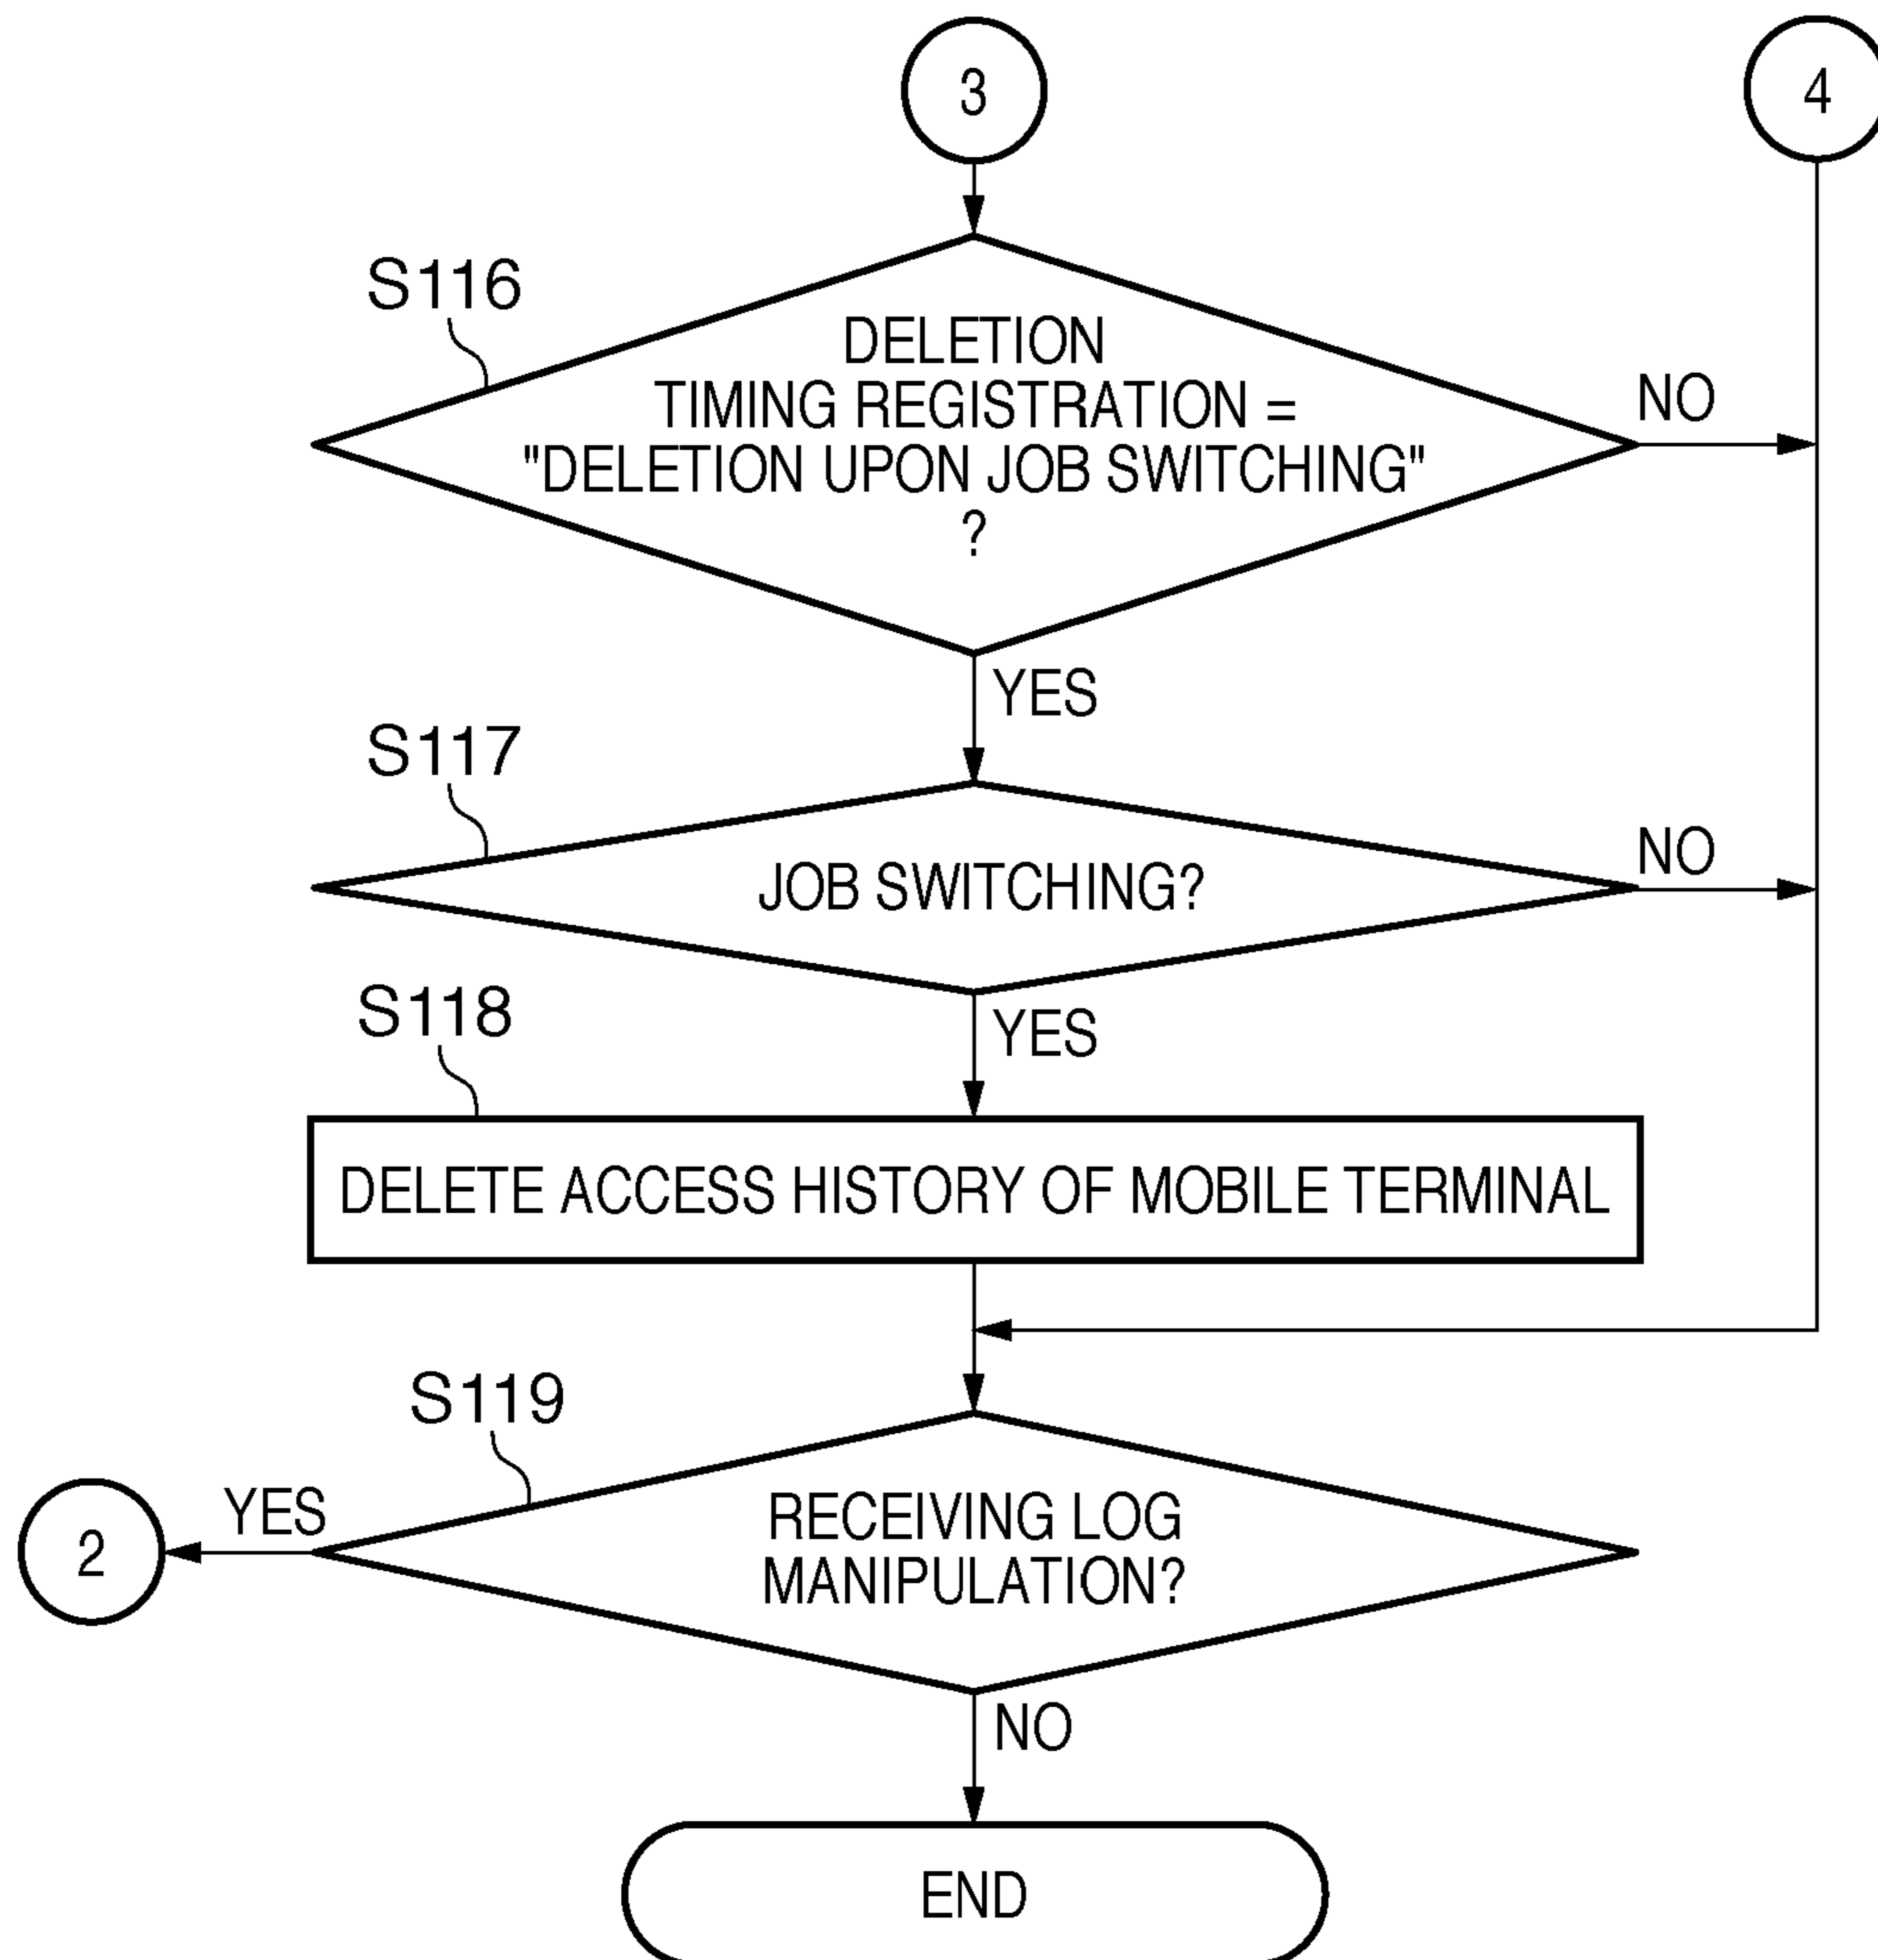 3
4
S116
DELETION
TIMING REGISTRATION =
"DELETION UPON JOB SWITCHING"
?
NO
YES
S117
JOB SWITCHING?
NO
YES
S118
DELETE ACCESS HISTORY OF MOBILE TERMINAL
S119
RECEIVING LOG
MANIPULATION?
YES
2
NO
END